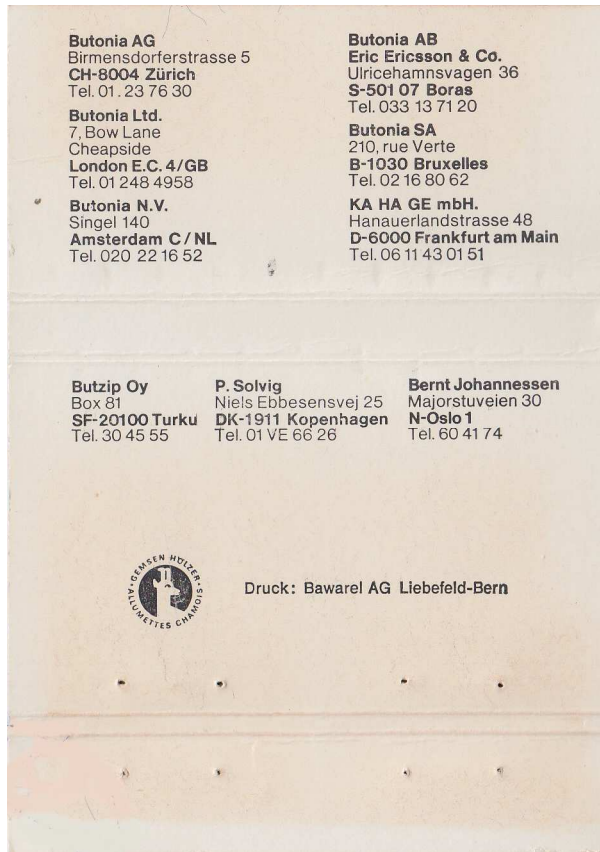 Butonia AG
Birmensdorferstrasse 5
CH-8004 Zürich
Tel. 01. 23 76 30
Butonia Ltd.
7, Bow Lane
Cheapside
London E.C. 4/GB
Tel. 01 248 4958
Butonia N.V.
Singel 140
Amsterdam C / NL
Tel. 020 22 16 52
Butonia AB
Eric Ericsson & Co.
Ulricehamnsvagen 36
S-501 07 Boras
Tel. 033 13 71 20
Butonia SA
210, rue Verte
B-1030 Bruxelles
Tel. 02 16 80 62
KA HA GE mbH.
Hanauerlandstrasse 48
D-6000 Frankfurt am Main
Tel. 06 11 43 01 51
Butzip Oy
Box 81
SF-20100 Turku
Tel. 30 45 55
P. Solvig
Niels Ebbesensvej 25
DK-1911 Kopenhagen
Tel. 01 VE 66 26
Bernt Johannessen
Majorstuveien 30
N-Oslo 1
Tel. 60 41 74
GEMSEN HÖLZER
ALLUMETTES CHAMOIS
Druck: Bawarel AG Liebefeld-Bern